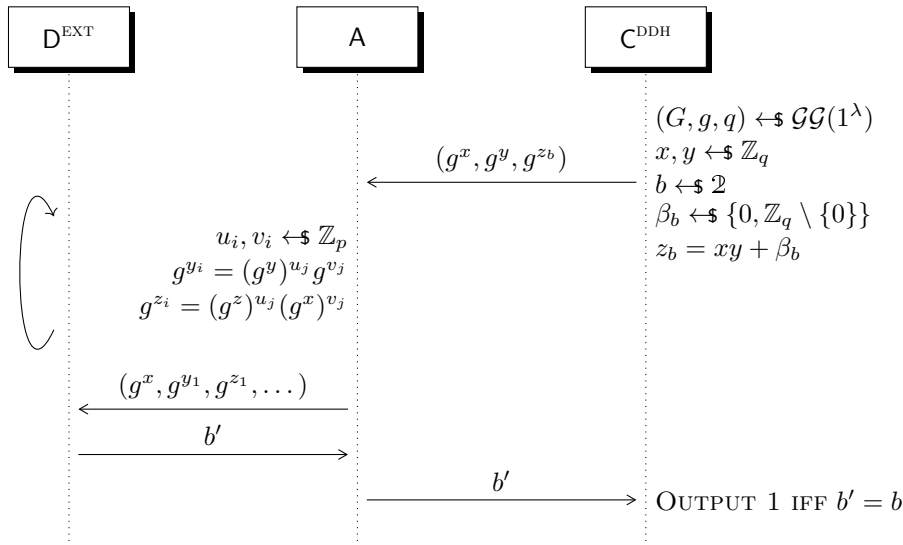 D^EXT A C^DDH
(G, g, q) ←$ 𝒢𝒢(1^λ)
x, y ←$ ℤ_q
(g^x, g^y, g^{z_b})
b ←$ 𝟚
β_b ←$ {0, ℤ_q \ {0}}
u_i, v_i ←$ ℤ_p
z_b = xy + β_b
g^{y_i} = (g^y)^{u_j} g^{v_j}
g^{z_i} = (g^z)^{u_j} (g^x)^{v_j}
(g^x, g^{y_1}, g^{z_1}, . . . )
b′
b′
OUTPUT 1 IFF b′ = b